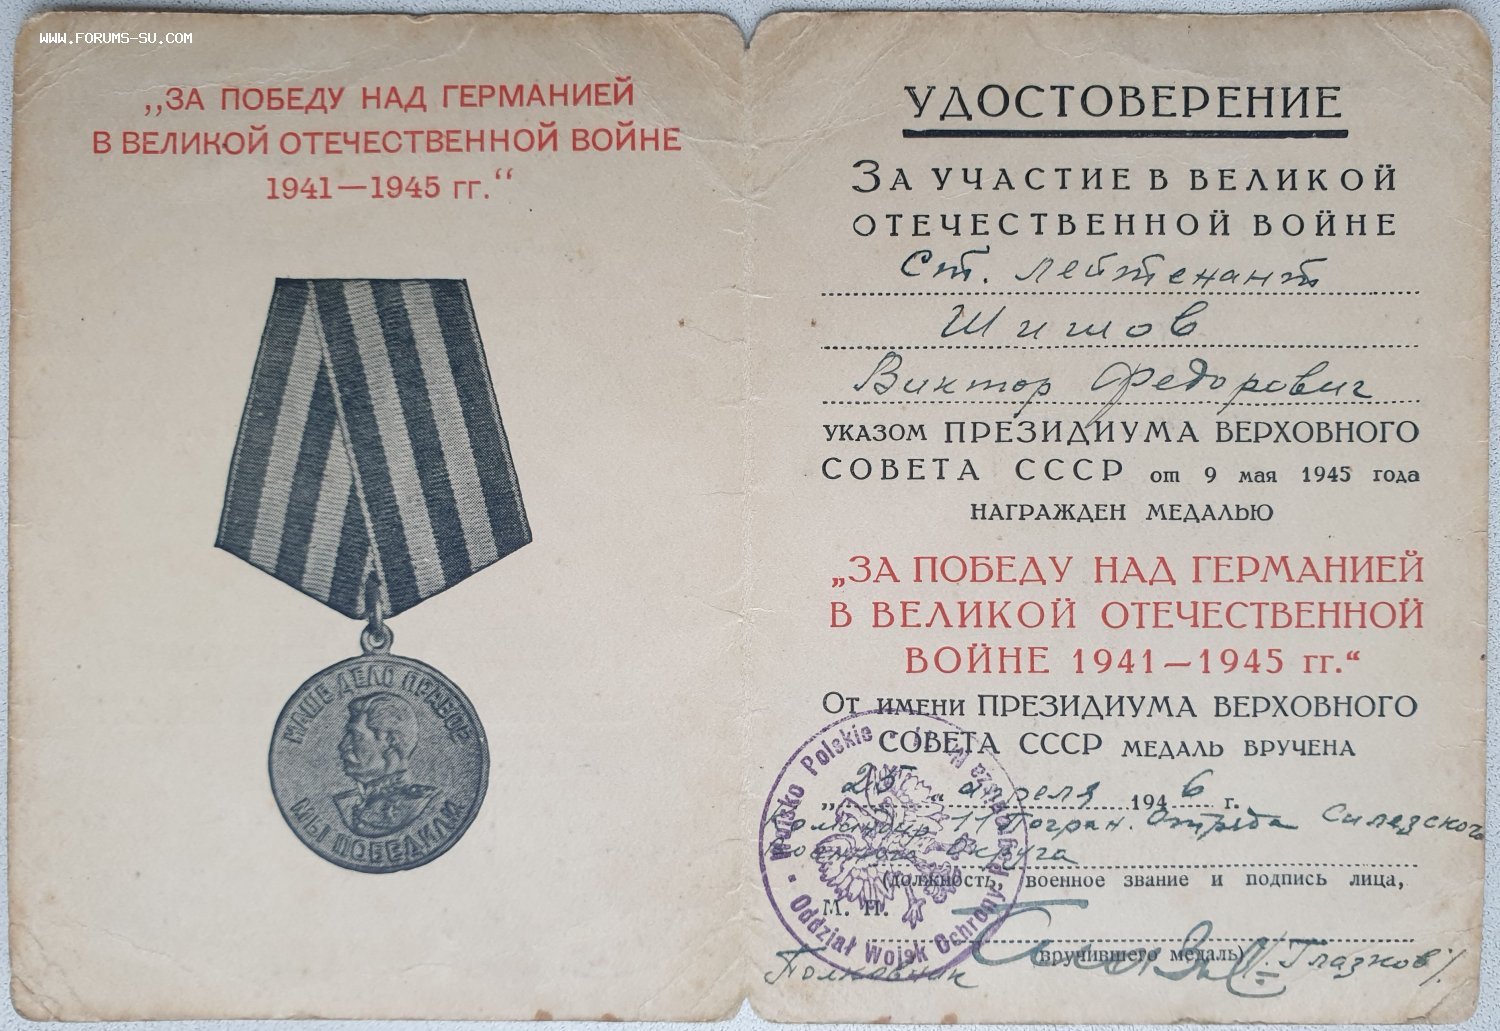 WWW.FORUMS-SU.COM
„ЗА ПОБЕДУ НАД ГЕРМАНИЕЙ
В ВЕЛИКОЙ ОТЕЧЕСТВЕННОЙ ВОЙНЕ
1941—1945 гг.“
НАШЕ ДЕЛО ПРАВОЕ
МЫ ПОБЕДИЛИ
УДОСТОВЕРЕНИЕ
ЗА УЧАСТИЕ В ВЕЛИКОЙ
ОТЕЧЕСТВЕННОЙ ВОЙНЕ
Ст. лейтенант
Шишов
Виктор Федорович
УКАЗОМ ПРЕЗИДИУМА ВЕРХОВНОГО
СОВЕТА СССР от 9 мая 1945 года
НАГРАЖДЕН МЕДАЛЬЮ
„ЗА ПОБЕДУ НАД ГЕРМАНИЕЙ
В ВЕЛИКОЙ ОТЕЧЕСТВЕННОЙ
ВОЙНЕ 1941—1945 гг.“
ОТ ИМЕНИ ПРЕЗИДИУМА ВЕРХОВНОГО
СОВЕТА СССР МЕДАЛЬ ВРУЧЕНА
„25“ апреля 1946 г.
Командир 11 Погран. Отряда Силезского
Военного Округа
(должность, военное звание и подпись лица,
М. П.
вручившего медаль)
Полковник /Глазков/
Wojsko Polskie
Oddział Wojsk Ochrony